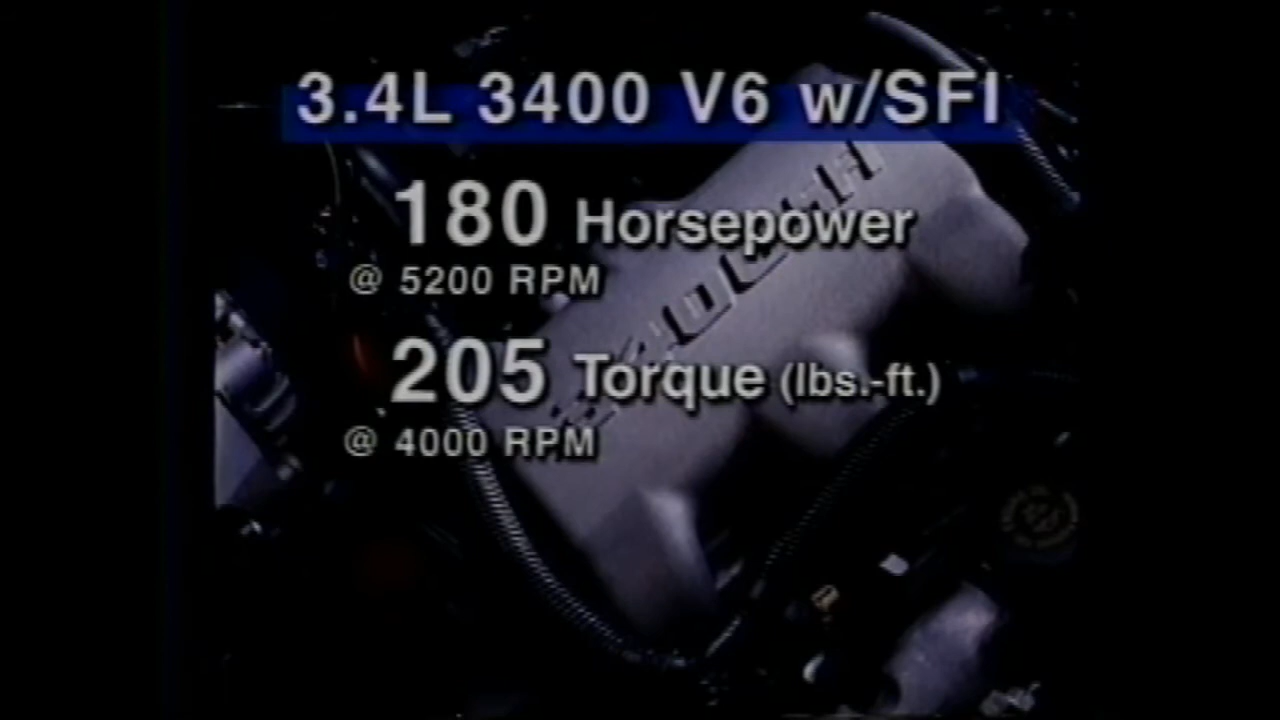 3.4L 3400 V6 w/SFI
180 Horsepower
@ 5200 RPM
205 Torque (lbs.-ft.)
@ 4000 RPM